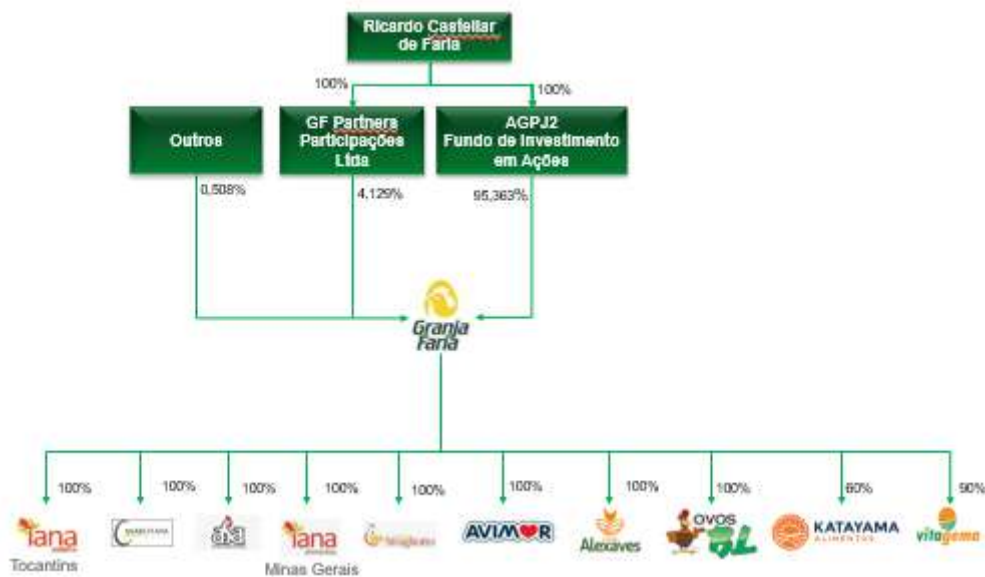 Ricardo Castellar
de Faria
100%
100%
Outros
GF Partners
Participações
Ltda
AGPJ2
Fundo de Investimento
em Ações
0,508%
4,129%
95,363%
Granja
Faria
100%
100%
100%
100%
100%
100%
100%
100%
60%
90%
iana
iana
AVIMOR
Alexaves
OVOS
BL
KATAYAMA
ALIMENTOS
vitagema
Tocantins
Minas Gerais